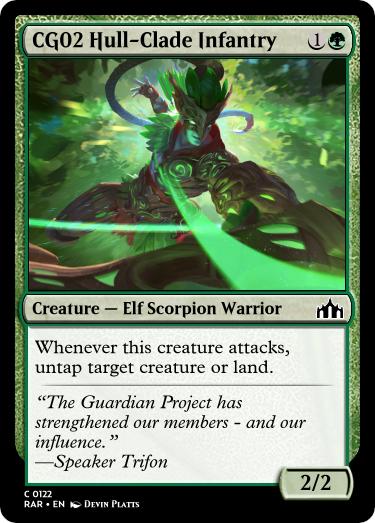 CG02 Hull-Clade Infantry 1
Creature — Elf Scorpion Warrior
Whenever this creature attacks,
untap target creature or land.
“The Guardian Project has
strengthened our members - and our
influence.”
—Speaker Trifon
2/2
C 0122
RAR • EN Devin Platts